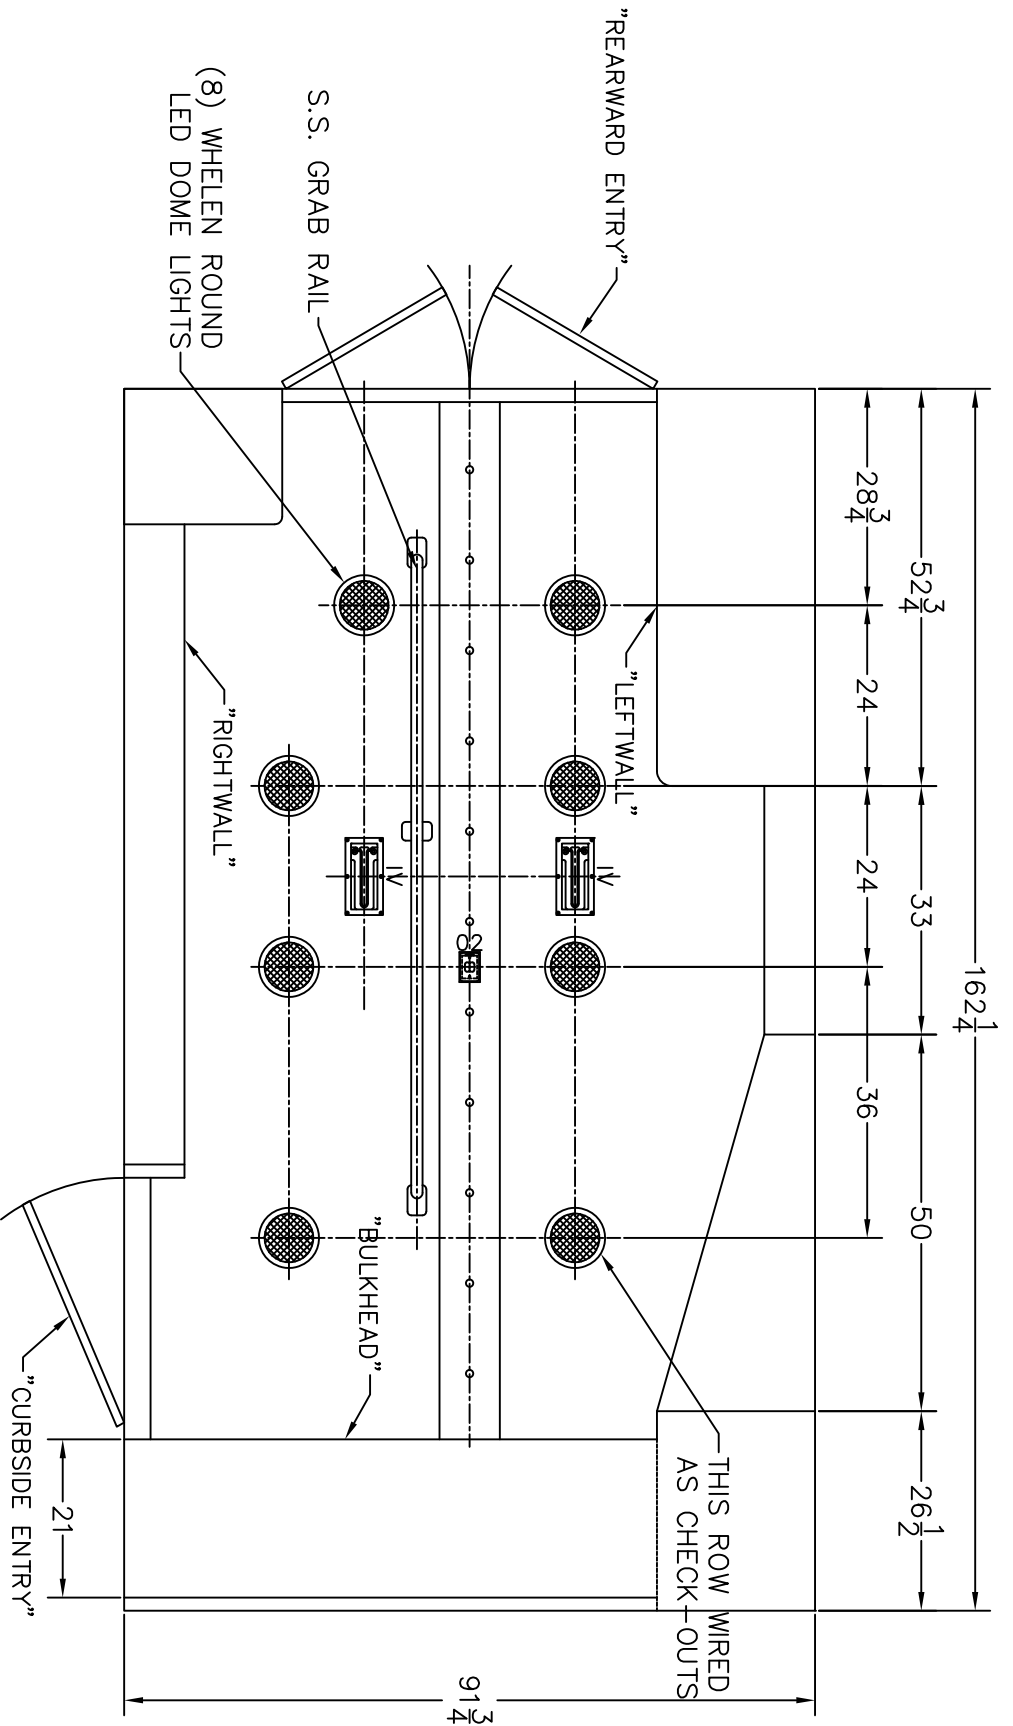 162 1/4
52 3/4
33
50
26 1/2
28 3/4
24
24
36
"REARWARD ENTRY"
"LEFTWALL"
THIS ROW WIRED
AS CHECK-OUTS
IV
O2
91 3/4
S.S. GRAB RAIL
IV
"BULKHEAD"
(8) WHELEN ROUND
LED DOME LIGHTS
"RIGHTWALL"
21
"CURBSIDE ENTRY"